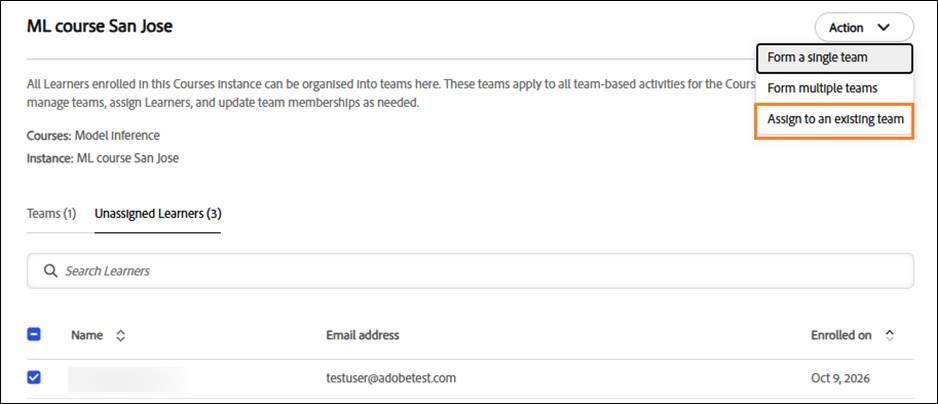 ML course San Jose
Action
Form a single team
Form multiple teams
Assign to an existing team
All Learners enrolled in this Courses instance can be organised into teams here. These teams apply to all team-based activities for the Cours
manage teams, assign Learners, and update team memberships as needed.
Courses: Model Inference
Instance: ML course San Jose
Teams (1) Unassigned Learners (3)
Search Learners
Name Email address Enrolled on
testuser@adobetest.com Oct 9, 2026